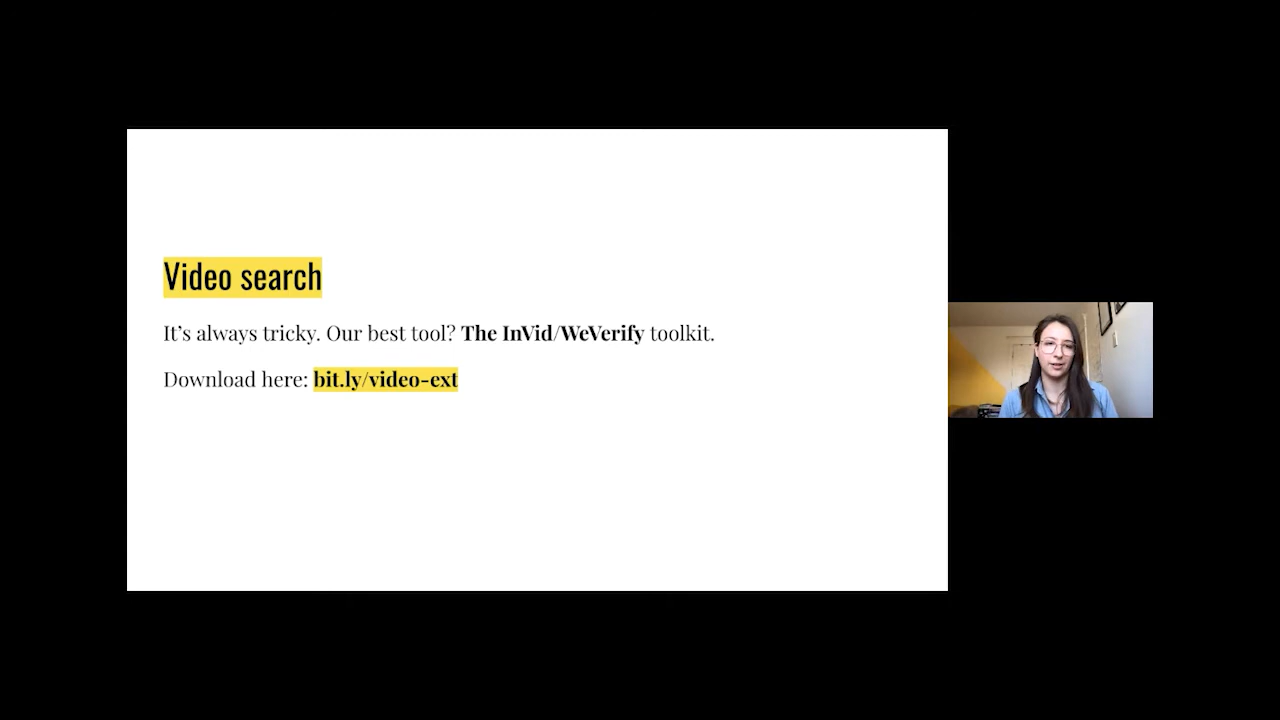 Video search
It’s always tricky. Our best tool? The InVid/WeVerify toolkit.
Download here: bit.ly/video-ext